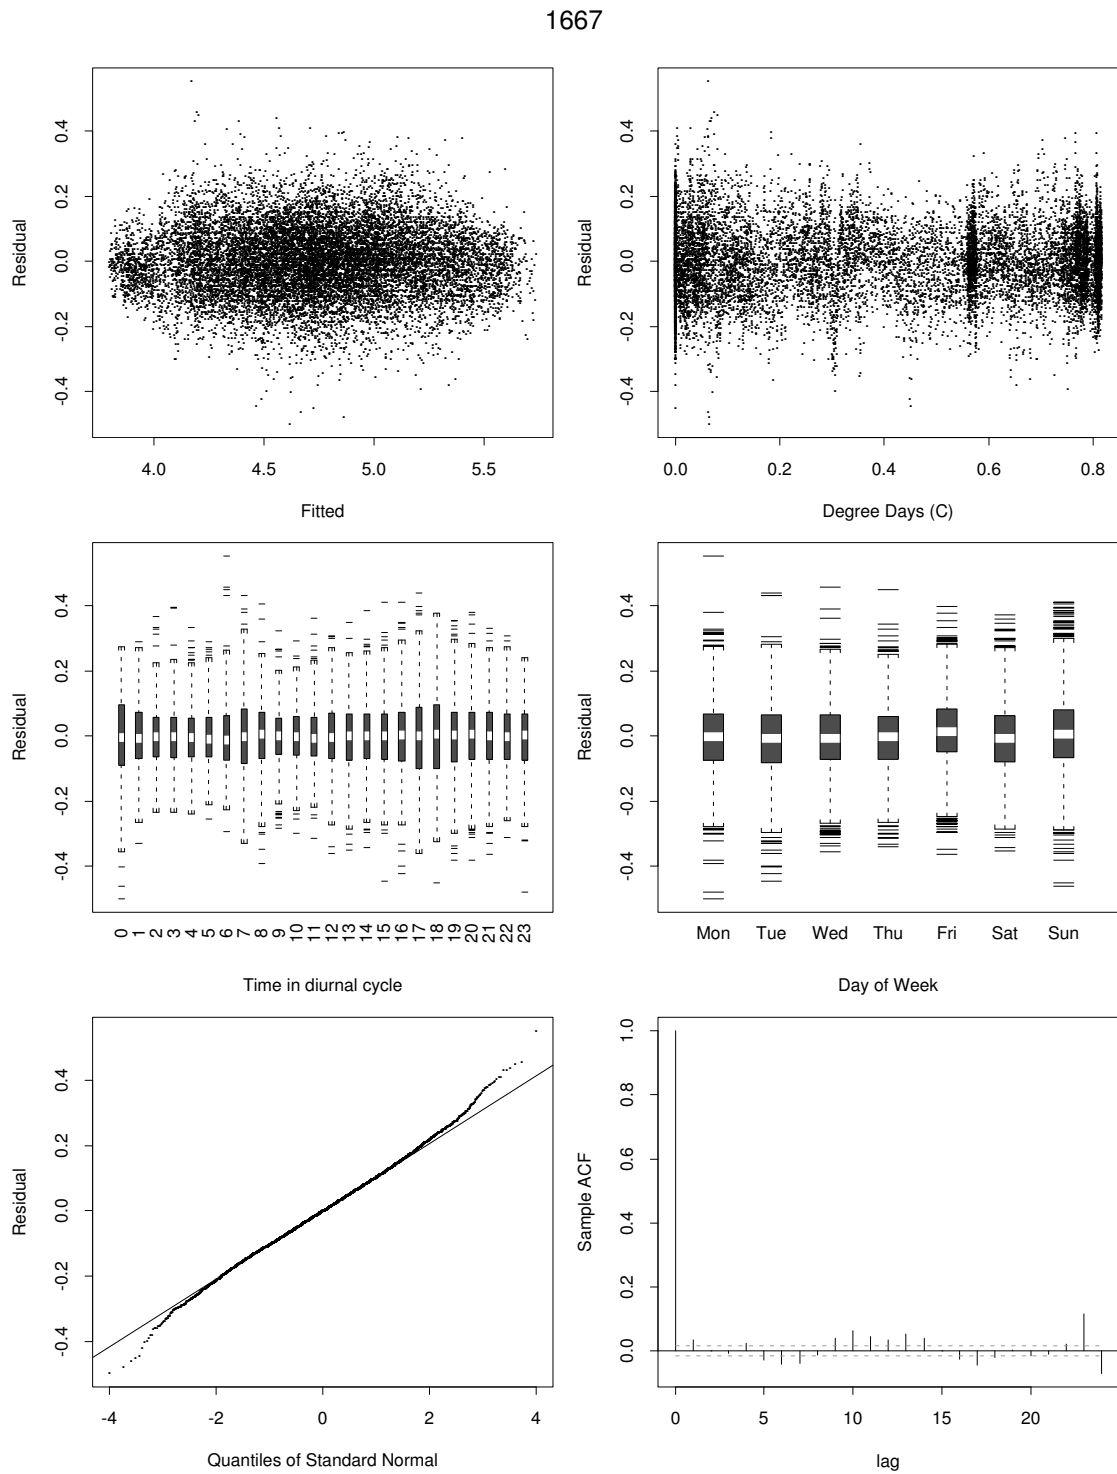 1667
0.4
0.2
0.0
-0.2
-0.4
Residual
4.0 4.5 5.0 5.5
Fitted
0.4
0.2
0.0
-0.2
-0.4
Residual
0.0 0.2 0.4 0.6 0.8
Degree Days (C)
0.4
0.2
0.0
-0.2
-0.4
Residual
0 1 2 3 4 5 6 7 8 9 10 11 12 13 14 15 16 17 18 19 20 21 22 23
Time in diurnal cycle
0.4
0.2
0.0
-0.2
-0.4
Residual
Mon Tue Wed Thu Fri Sat Sun
Day of Week
0.4
0.2
0.0
-0.2
-0.4
Residual
-4 -2 0 2 4
Quantiles of Standard Normal
1.0
0.8
0.6
0.4
0.2
0.0
Sample ACF
0 5 10 15 20
lag